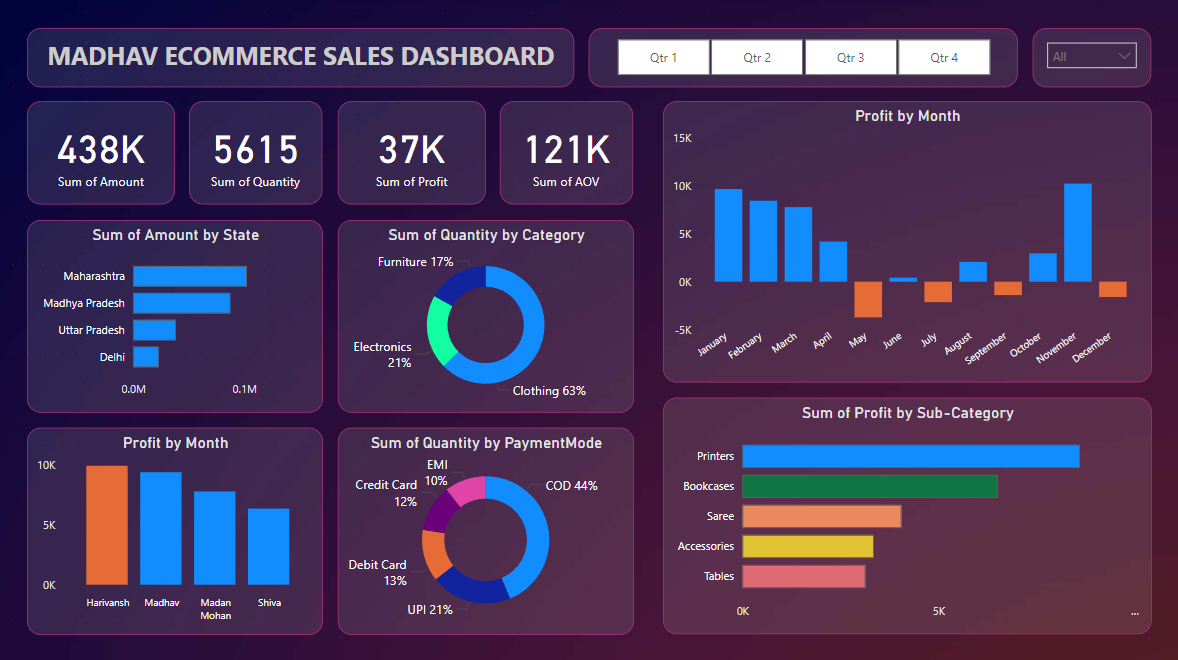 MADHAV ECOMMERCE SALES DASHBOARD
Qtr 1
Qtr 2
Qtr 3
Qtr 4
All
438K
Sum of Amount
5615
Sum of Quantity
37K
Sum of Profit
121K
Sum of AOV
Profit by Month
15K
10K
5K
0K
-5K
January
February
March
April
May
June
July
August
September
October
November
December
Sum of Amount by State
Maharashtra
Madhya Pradesh
Uttar Pradesh
Delhi
0.0M
0.1M
Sum of Quantity by Category
Furniture 17%
Electronics
21%
Clothing 63%
Profit by Month
10K
5K
0K
Harivansh
Madhav
Madan
Mohan
Shiva
Sum of Quantity by PaymentMode
EMI
10%
Credit Card
12%
COD 44%
Debit Card
13%
UPI 21%
Sum of Profit by Sub-Category
Printers
Bookcases
Saree
Accessories
Tables
0K
5K
...